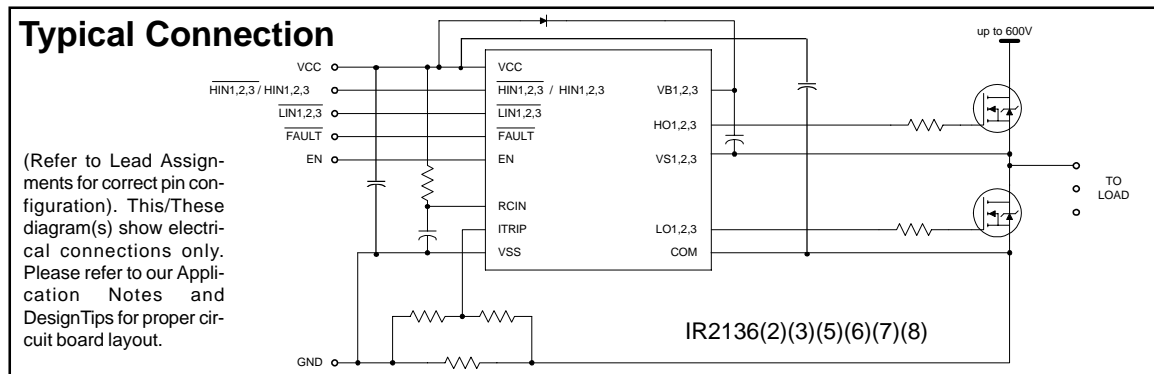 Typical Connection
up to 600V
VCC
HIN1,2,3 / HIN1,2,3
LIN1,2,3
FAULT
EN
VCC
HIN1,2,3 / HIN1,2,3
LIN1,2,3
FAULT
EN
RCIN
ITRIP
VSS
VB1,2,3
HO1,2,3
VS1,2,3
LO1,2,3
COM
TO
LOAD
(Refer to Lead Assign-
ments for correct pin con-
figuration). This/These
diagram(s) show electri-
cal connections only.
Please refer to our Appli-
cation Notes and
DesignTips for proper cir-
cuit board layout.
IR2136(2)(3)(5)(6)(7)(8)
GND